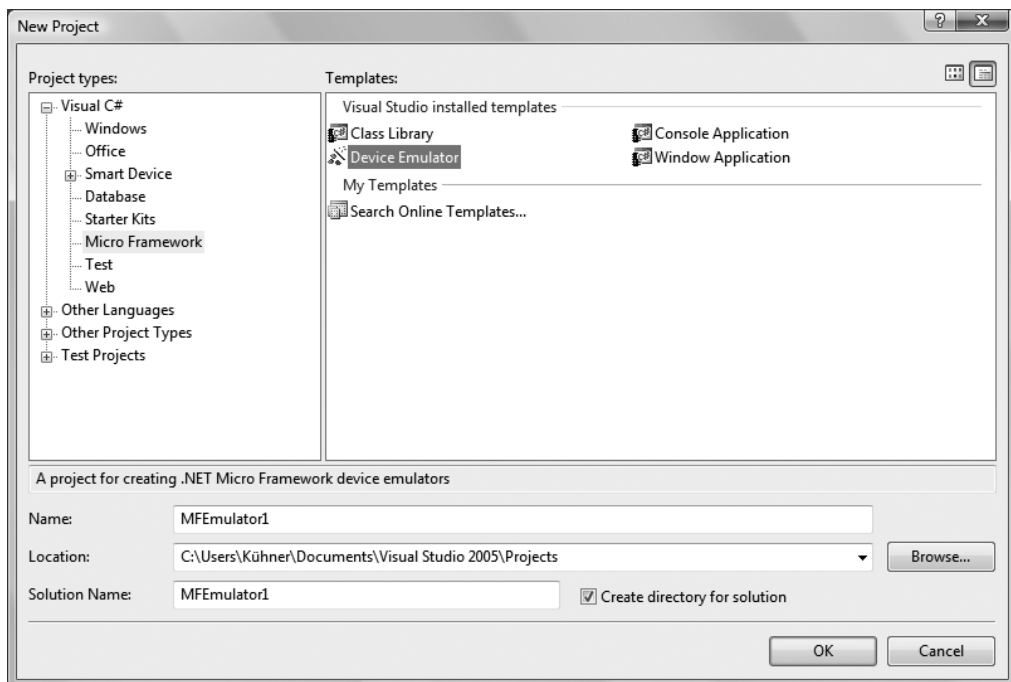 New Project
Project types:
Visual C#
Windows
Office
Smart Device
Database
Starter Kits
Micro Framework
Test
Web
Other Languages
Other Project Types
Test Projects
Templates:
Visual Studio installed templates
Class Library
Console Application
Device Emulator
Window Application
My Templates
Search Online Templates...
A project for creating .NET Micro Framework device emulators
Name:
MFEmulator1
Location:
C:\Users\Kühner\Documents\Visual Studio 2005\Projects
Browse...
Solution Name:
MFEmulator1
Create directory for solution
OK
Cancel